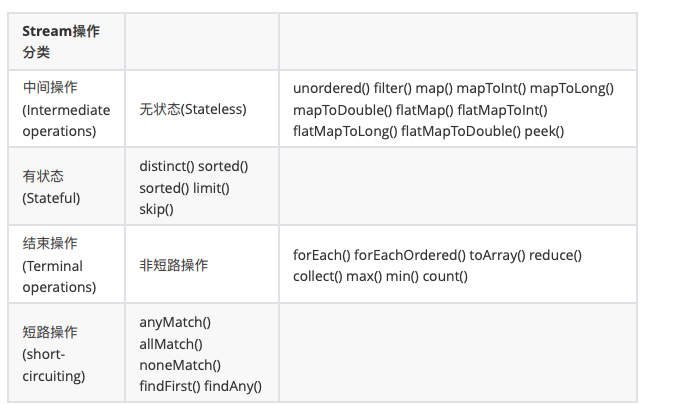 Stream操作
分类
中间操作
(Intermediate
operations)
无状态(Stateless)
unordered() filter() map() mapToInt() mapToLong()
mapToDouble() flatMap() flatMapToInt()
flatMapToLong() flatMapToDouble() peek()
有状态
(Stateful)
distinct() sorted()
sorted() limit()
skip()
结束操作
(Terminal
operations)
非短路操作
forEach() forEachOrdered() toArray() reduce()
collect() max() min() count()
短路操作
(short-
circuiting)
anyMatch()
allMatch()
noneMatch()
findFirst() findAny()